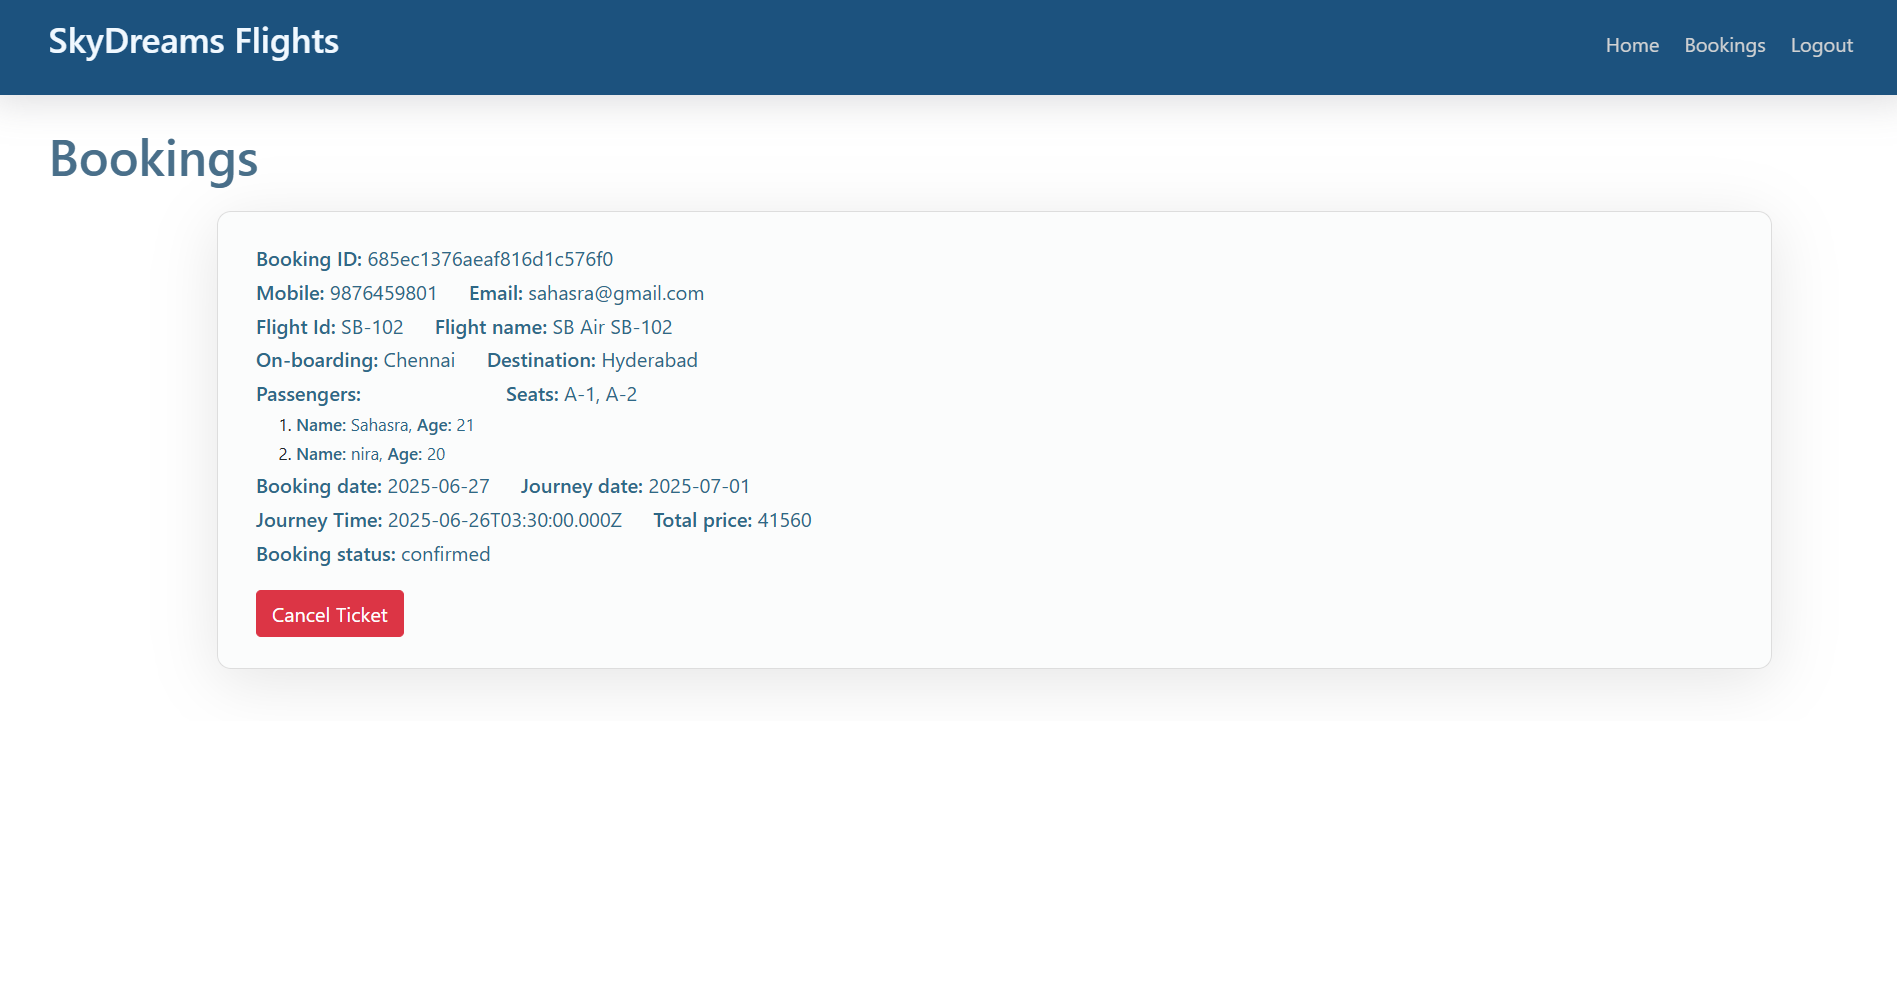 SkyDreams Flights
Home Bookings Logout
Bookings
Booking ID: 685ec1376aeaf816d1c576f0
Mobile: 9876459801 Email: sahasra@gmail.com
Flight Id: SB-102 Flight name: SB Air SB-102
On-boarding: Chennai Destination: Hyderabad
Passengers: Seats: A-1, A-2
1. Name: Sahasra, Age: 21
2. Name: nira, Age: 20
Booking date: 2025-06-27 Journey date: 2025-07-01
Journey Time: 2025-06-26T03:30:00.000Z Total price: 41560
Booking status: confirmed
Cancel Ticket